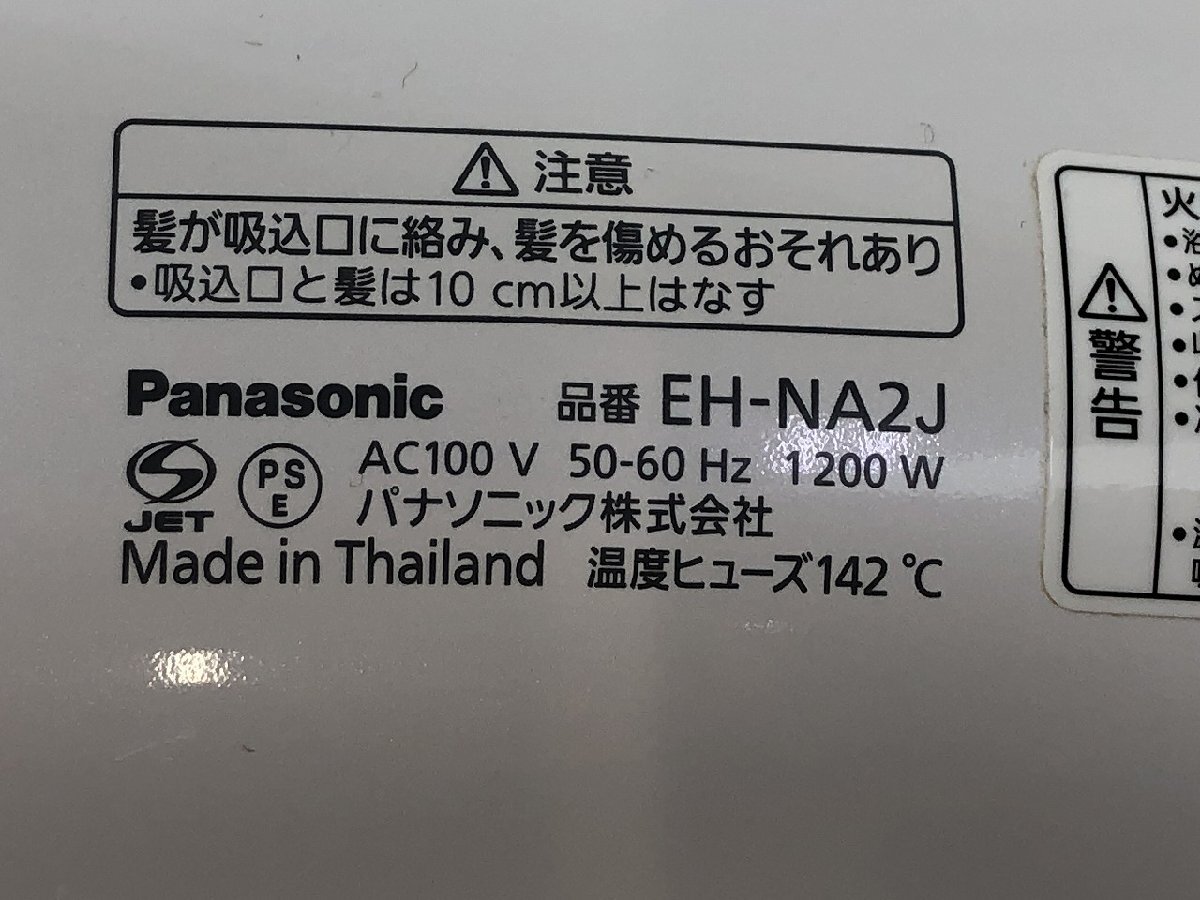 注意
髪が吸込口に絡み、髪を傷めるおそれあり
•吸込口と髪は10 cm以上はなす
Panasonic 品番 EH-NA2J
JET PSE AC100 V 50-60 Hz 1200 W
パナソニック株式会社
Made in Thailand 温度ヒューズ142 ℃
警告
火